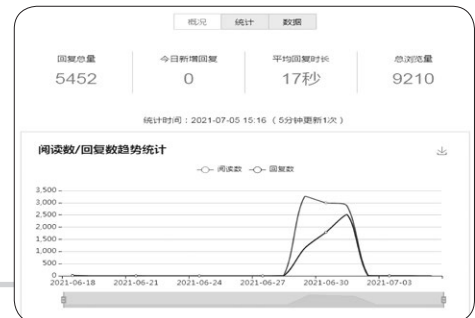 概况 统计 数据
回复总量 今日新增回复 平均回复时长 总浏览量
5452 0 17秒 9210
统计时间：2021-07-05 15:16 （5分钟更新1次）
阅读数/回复数趋势统计
阅读数 回复数
3,500
3,000
2,500
2,000
1,500
1,000
500
0
2021-06-18 2021-06-21 2021-06-24 2021-06-27 2021-06-30 2021-07-03